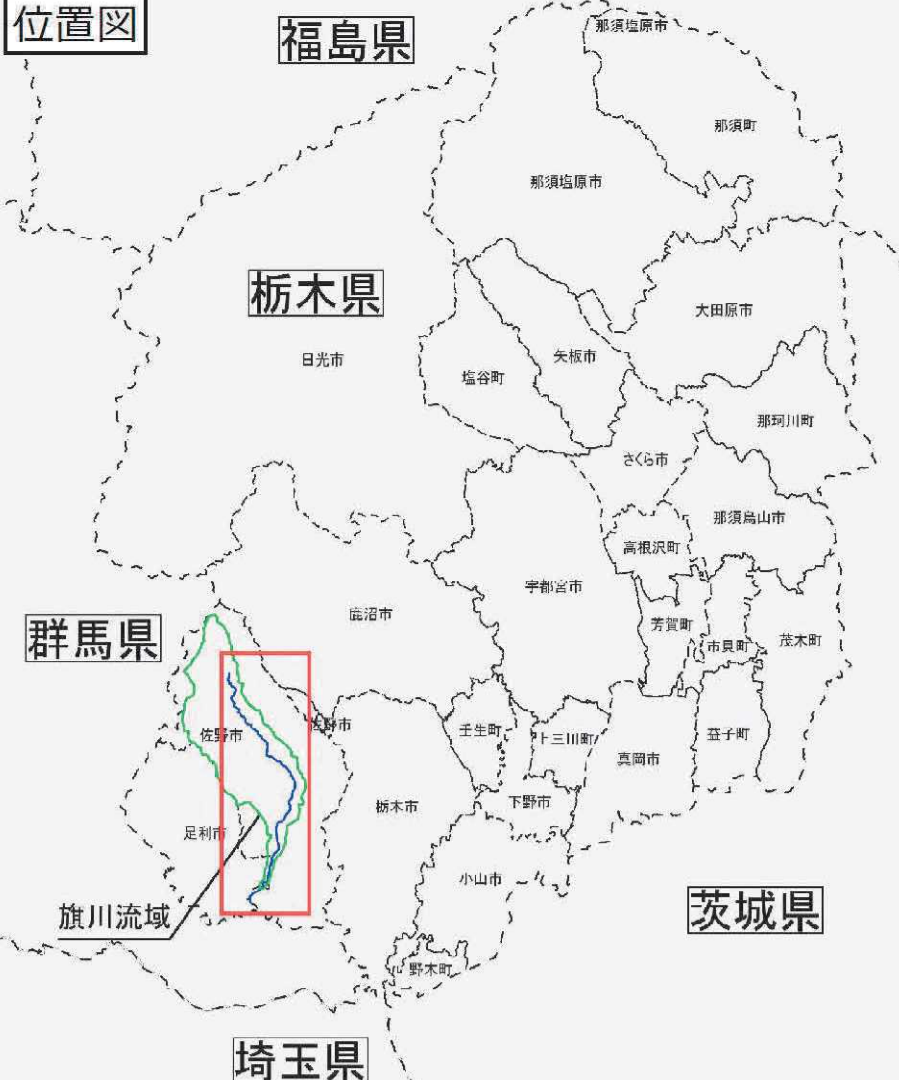 位置図
福島県
那須塩原市
那須町
那須塩原市
栃木県
大田原市
日光市
矢板市
塩谷町
那珂川町
さくら市
那須烏山市
高根沢町
宇都宮市
鹿沼市
芳賀町
群馬県
市貝町
茂木町
佐野市
佐野市
壬生町
上三川町
益子町
真岡市
栃木市
下野市
足利市
小山市
旗川流域
茨城県
野木町
埼玉県